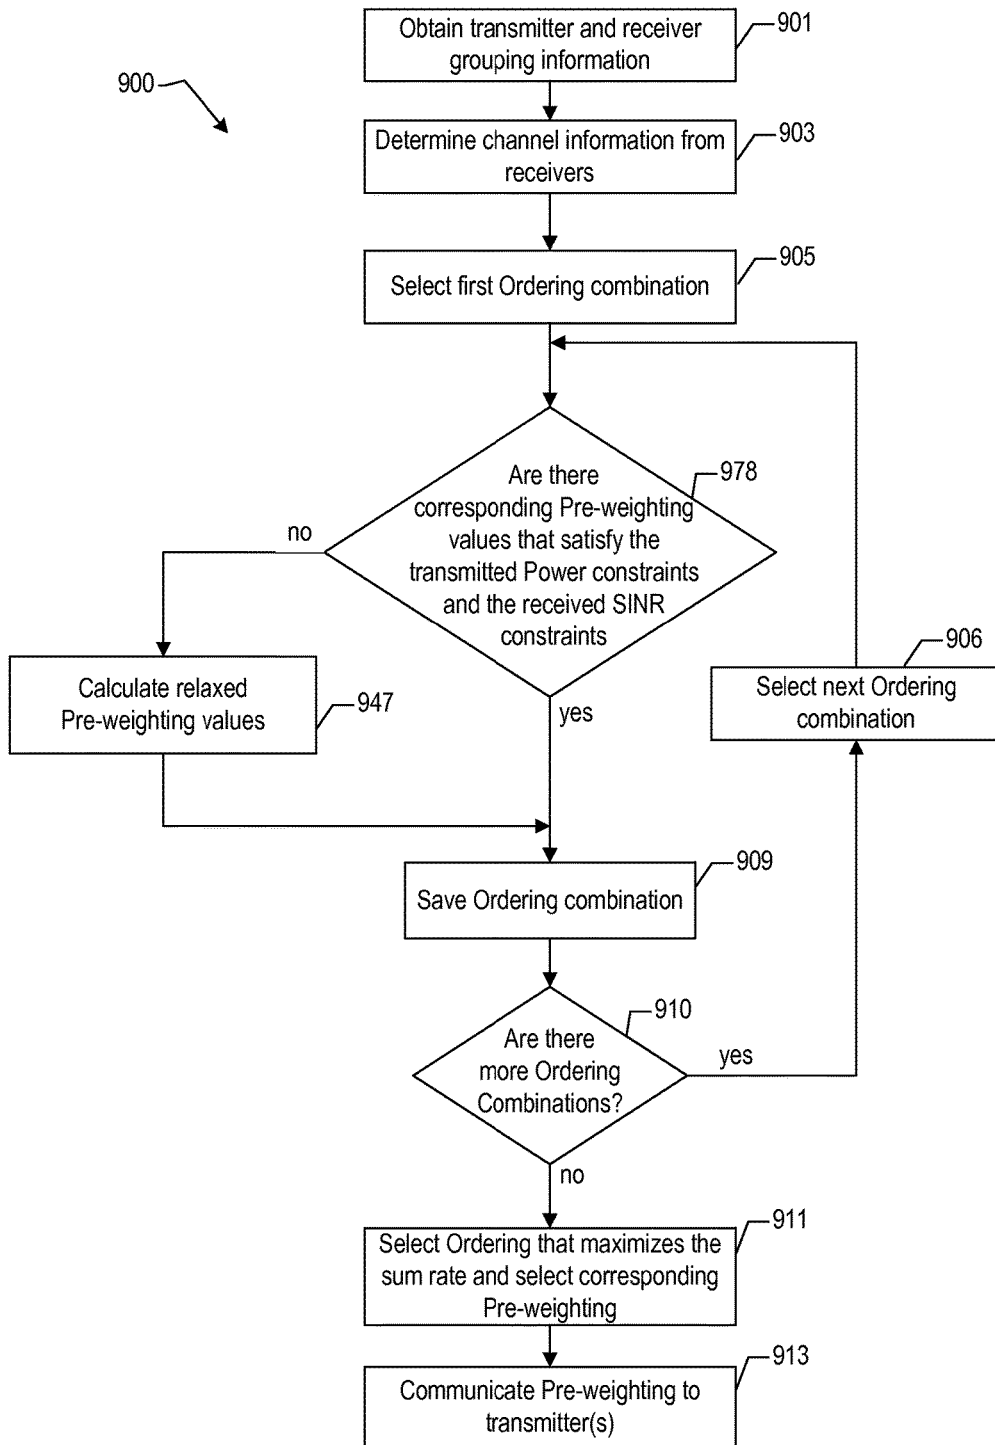 Obtain transmitter and receiver
grouping information
901
900
Determine channel information from
receivers
903
Select first Ordering combination
905
Are there
corresponding Pre-weighting
values that satisfy the
transmitted Power constraints
and the received SINR
constraints
978
no
yes
Calculate relaxed
Pre-weighting values
947
906
Select next Ordering
combination
Save Ordering combination
909
Are there
more Ordering
Combinations?
910
yes
no
Select Ordering that maximizes the
sum rate and select corresponding
Pre-weighting
911
Communicate Pre-weighting to
transmitter(s)
913